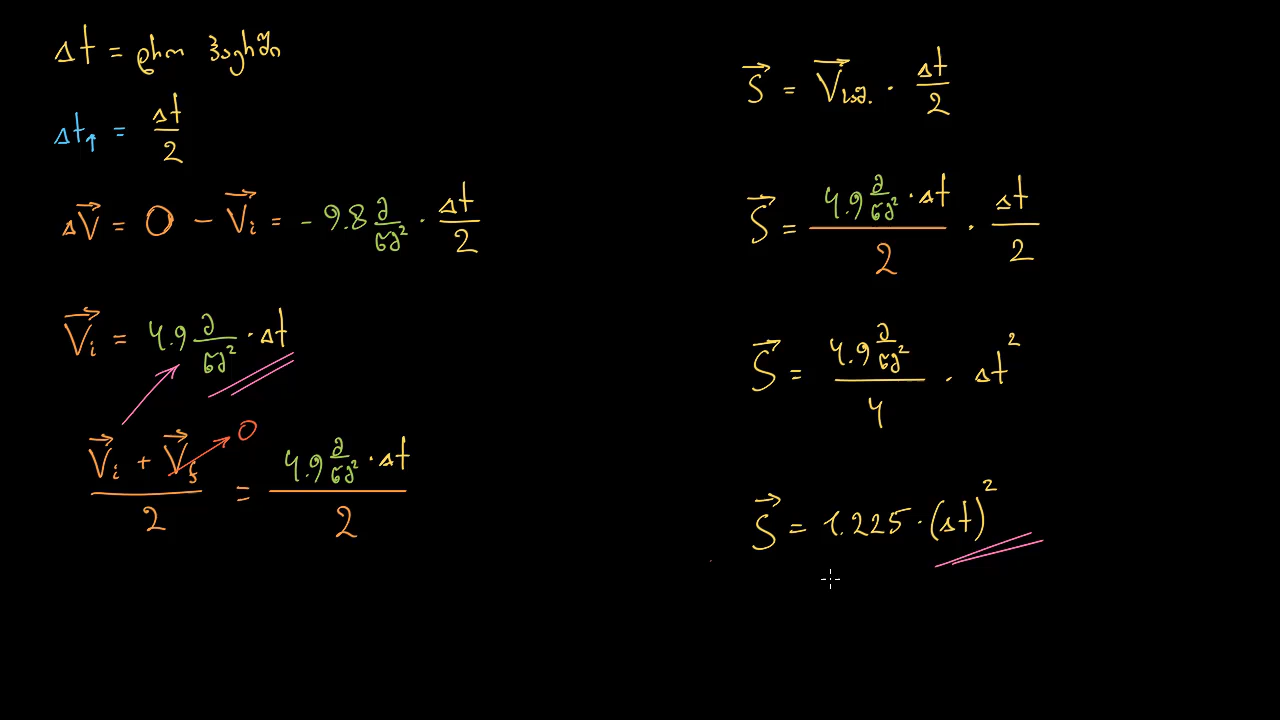 Δt = დრო ჰაერში
Δt↑ = Δt/2
ΔV⃗ = 0 − V⃗i = −9.8 მ/წმ² · Δt/2
V⃗i = 4.9 მ/წმ² · Δt
(V⃗i + V⃗f)/2 = (4.9 მ/წმ² · Δt)/2
0
S⃗ = V⃗საშ. · Δt/2
S⃗ = (4.9 მ/წმ² · Δt)/2 · Δt/2
S⃗ = (4.9 მ/წმ²)/4 · Δt²
S⃗ = 1.225 · (Δt)²